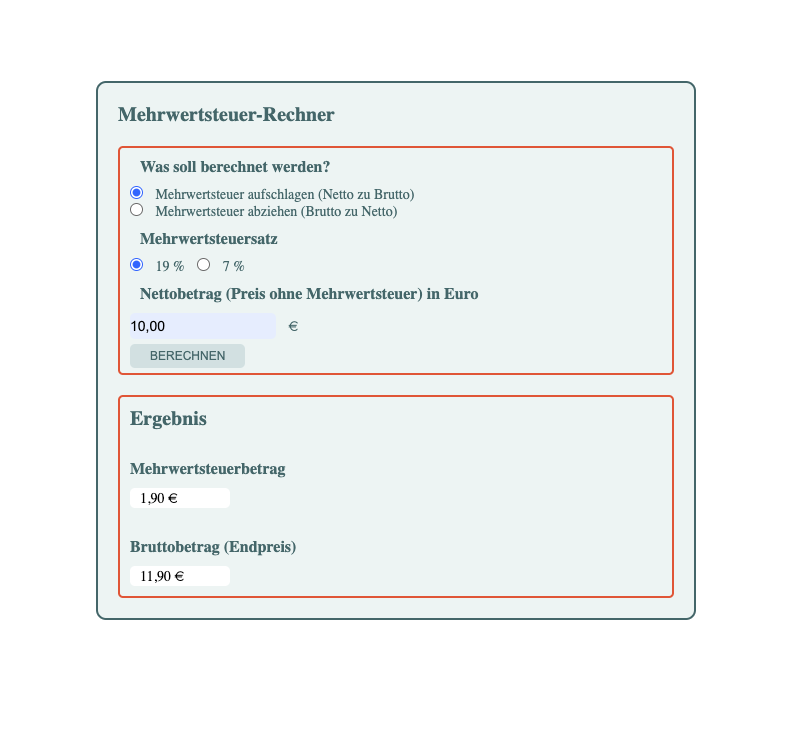 Mehrwertsteuer-Rechner
Was soll berechnet werden?
Mehrwertsteuer aufschlagen (Netto zu Brutto)
Mehrwertsteuer abziehen (Brutto zu Netto)
Mehrwertsteuersatz
19 % 7 %
Nettobetrag (Preis ohne Mehrwertsteuer) in Euro
10,00 €
BERECHNEN
Ergebnis
Mehrwertsteuerbetrag
1,90 €
Bruttobetrag (Endpreis)
11,90 €